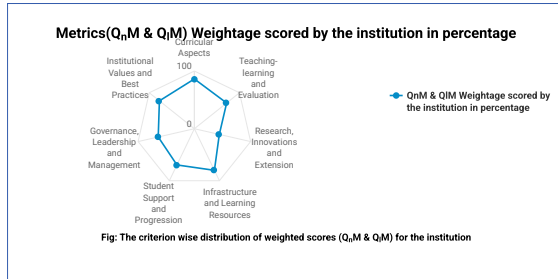 Metrics(QnM & QlM) Weightage scored by the institution in percentage
Curricular
Aspects
100
Teaching-
learning
and
Evaluation
Institutional
Values and
Best
Practices
QnM & QlM Weightage scored by
the institution in percentage
0
Governance,
Leadership
and
Management
Research,
Innovations
and
Extension
Student
Support
and
Progression
Infrastructure
and Learning
Resources
Fig: The criterion wise distribution of weighted scores (QnM & QlM) for the institution